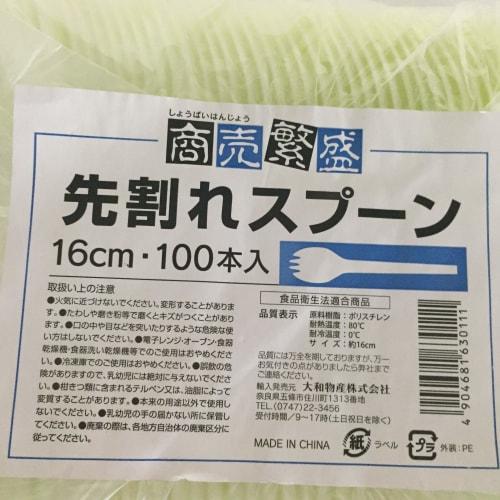 しょうばいはんじょう
商売繁盛
先割れスプーン
16cm・100本入
取扱い上の注意
●火気に近づけないでください。変形することがありま
す。●たわしや磨き粉等で磨くとキズがつくことがあり
ます。●口の中や目などを突いたりするような危険な使
い方はしないでください。●電子レンジ・オーブン・食器
乾燥機・食器洗い乾燥機等でのご使用はおやめくださ
い。●冷凍庫でのご使用はおやめください。●誤飲の危
険がありますので、乳幼児には絶対に与えないでくださ
い。●柑きつ類に含まれるテルペン又は、油脂によって
変質することがあります。●本来の用途以外で使用し
ないでください。●乳幼児の手の届かない所に保管し
てください。●廃棄の際は、各地方自治体の廃棄区分に
従ってください。
食品衛生法適合商品
品質表示 原料樹脂：ポリスチレン
耐熱温度：80℃
耐冷温度：0℃
サイズ：約16cm
品質には万全を期しておりますが、万一
お気付きの点がありましたら弊社まで
ご連絡ください。
輸入発売元 大和物産株式会社
奈良県五條市住川町1313番地
TEL(0747)22-3456
受付時間／9〜17時(土日祝日を除く)
MADE IN CHINA
紙 ラベル
プラ 外装：PE
4904681630111